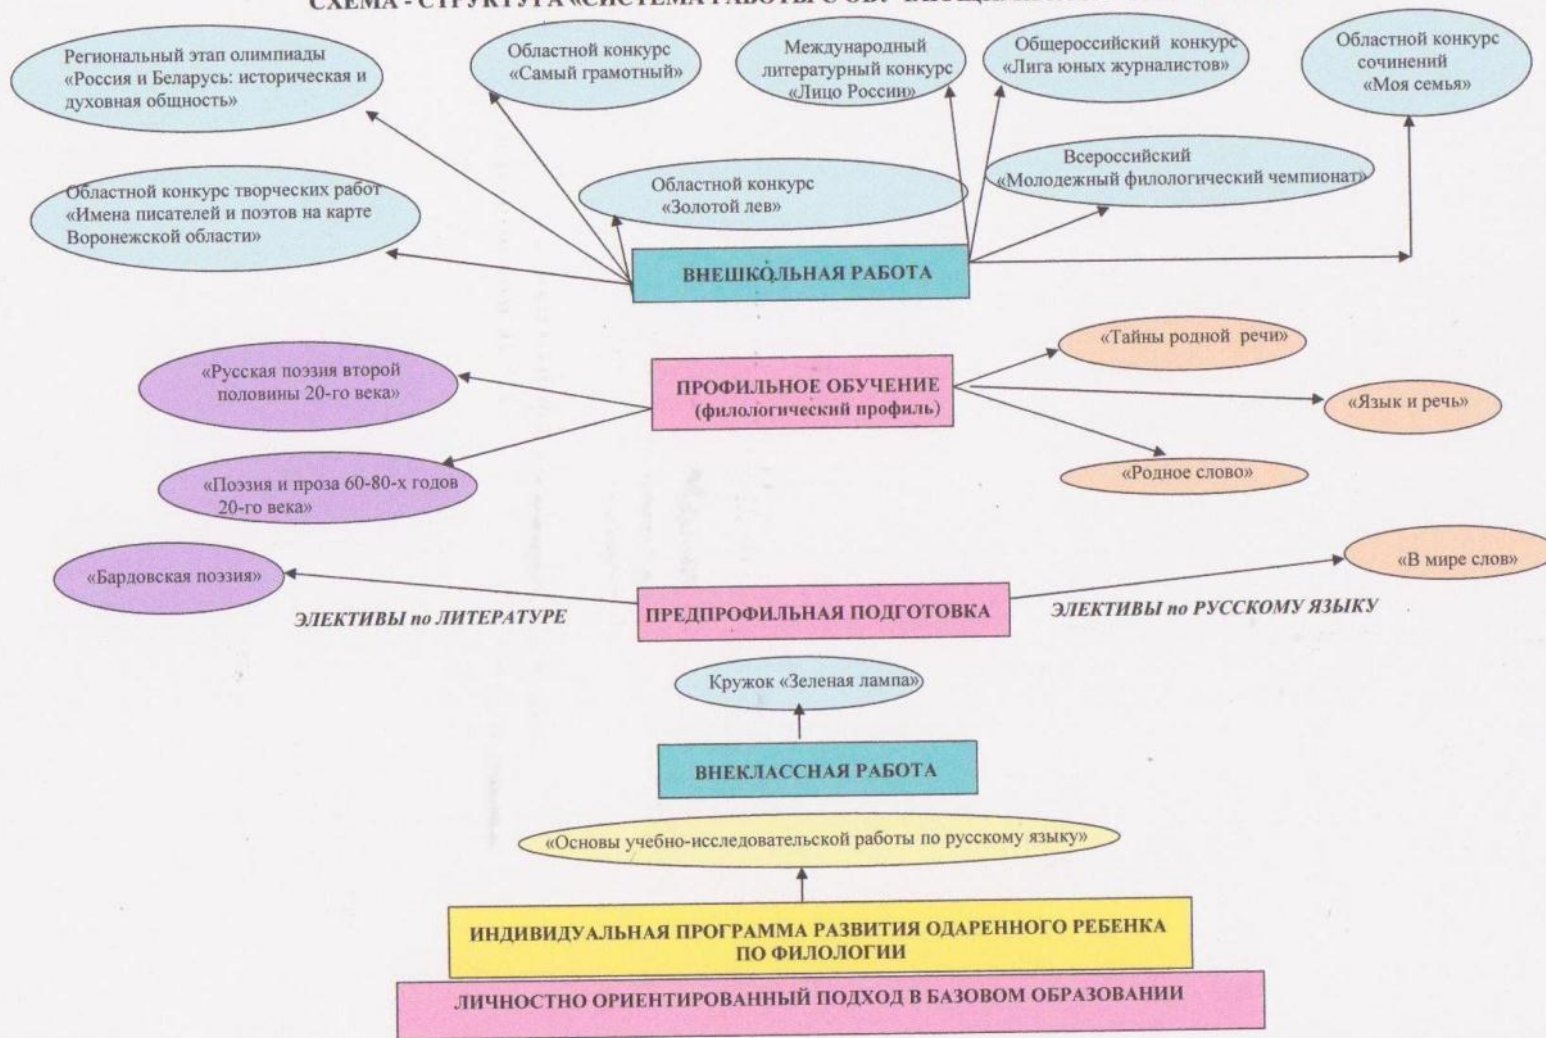 СХЕМА - СТРУКТУРА «СИСТЕМА РАБОТЫ С
Региональный этап олимпиады
«Россия и Беларусь: историческая и
духовная общность»
Областной конкурс
«Самый грамотный»
Международный
литературный конкурс
«Лицо России»
Общероссийский конкурс
«Лига юных журналистов»
Областной конкурс
сочинений
«Моя семья»
Областной конкурс творческих работ
«Имена писателей и поэтов на карте
Воронежской области»
Областной конкурс
«Золотой лев»
Всероссийский
«Молодежный филологический чемпионат»
ВНЕШКОЛЬНАЯ РАБОТА
«Русская поэзия второй
половины 20-го века»
ПРОФИЛЬНОЕ ОБУЧЕНИЕ
(филологический профиль)
«Тайны родной речи»
«Язык и речь»
«Поэзия и проза 60-80-х годов
20-го века»
«Родное слово»
«Бардовская поэзия»
«В мире слов»
ЭЛЕКТИВЫ по ЛИТЕРАТУРЕ
ПРЕДПРОФИЛЬНАЯ ПОДГОТОВКА
ЭЛЕКТИВЫ по РУССКОМУ ЯЗЫКУ
Кружок «Зеленая лампа»
ВНЕКЛАССНАЯ РАБОТА
«Основы учебно-исследовательской работы по русскому языку»
ИНДИВИДУАЛЬНАЯ ПРОГРАММА РАЗВИТИЯ ОДАРЕННОГО РЕБЕНКА
ПО ФИЛОЛОГИИ
ЛИЧНОСТНО ОРИЕНТИРОВАННЫЙ ПОДХОД В БАЗОВОМ ОБРАЗОВАНИИ